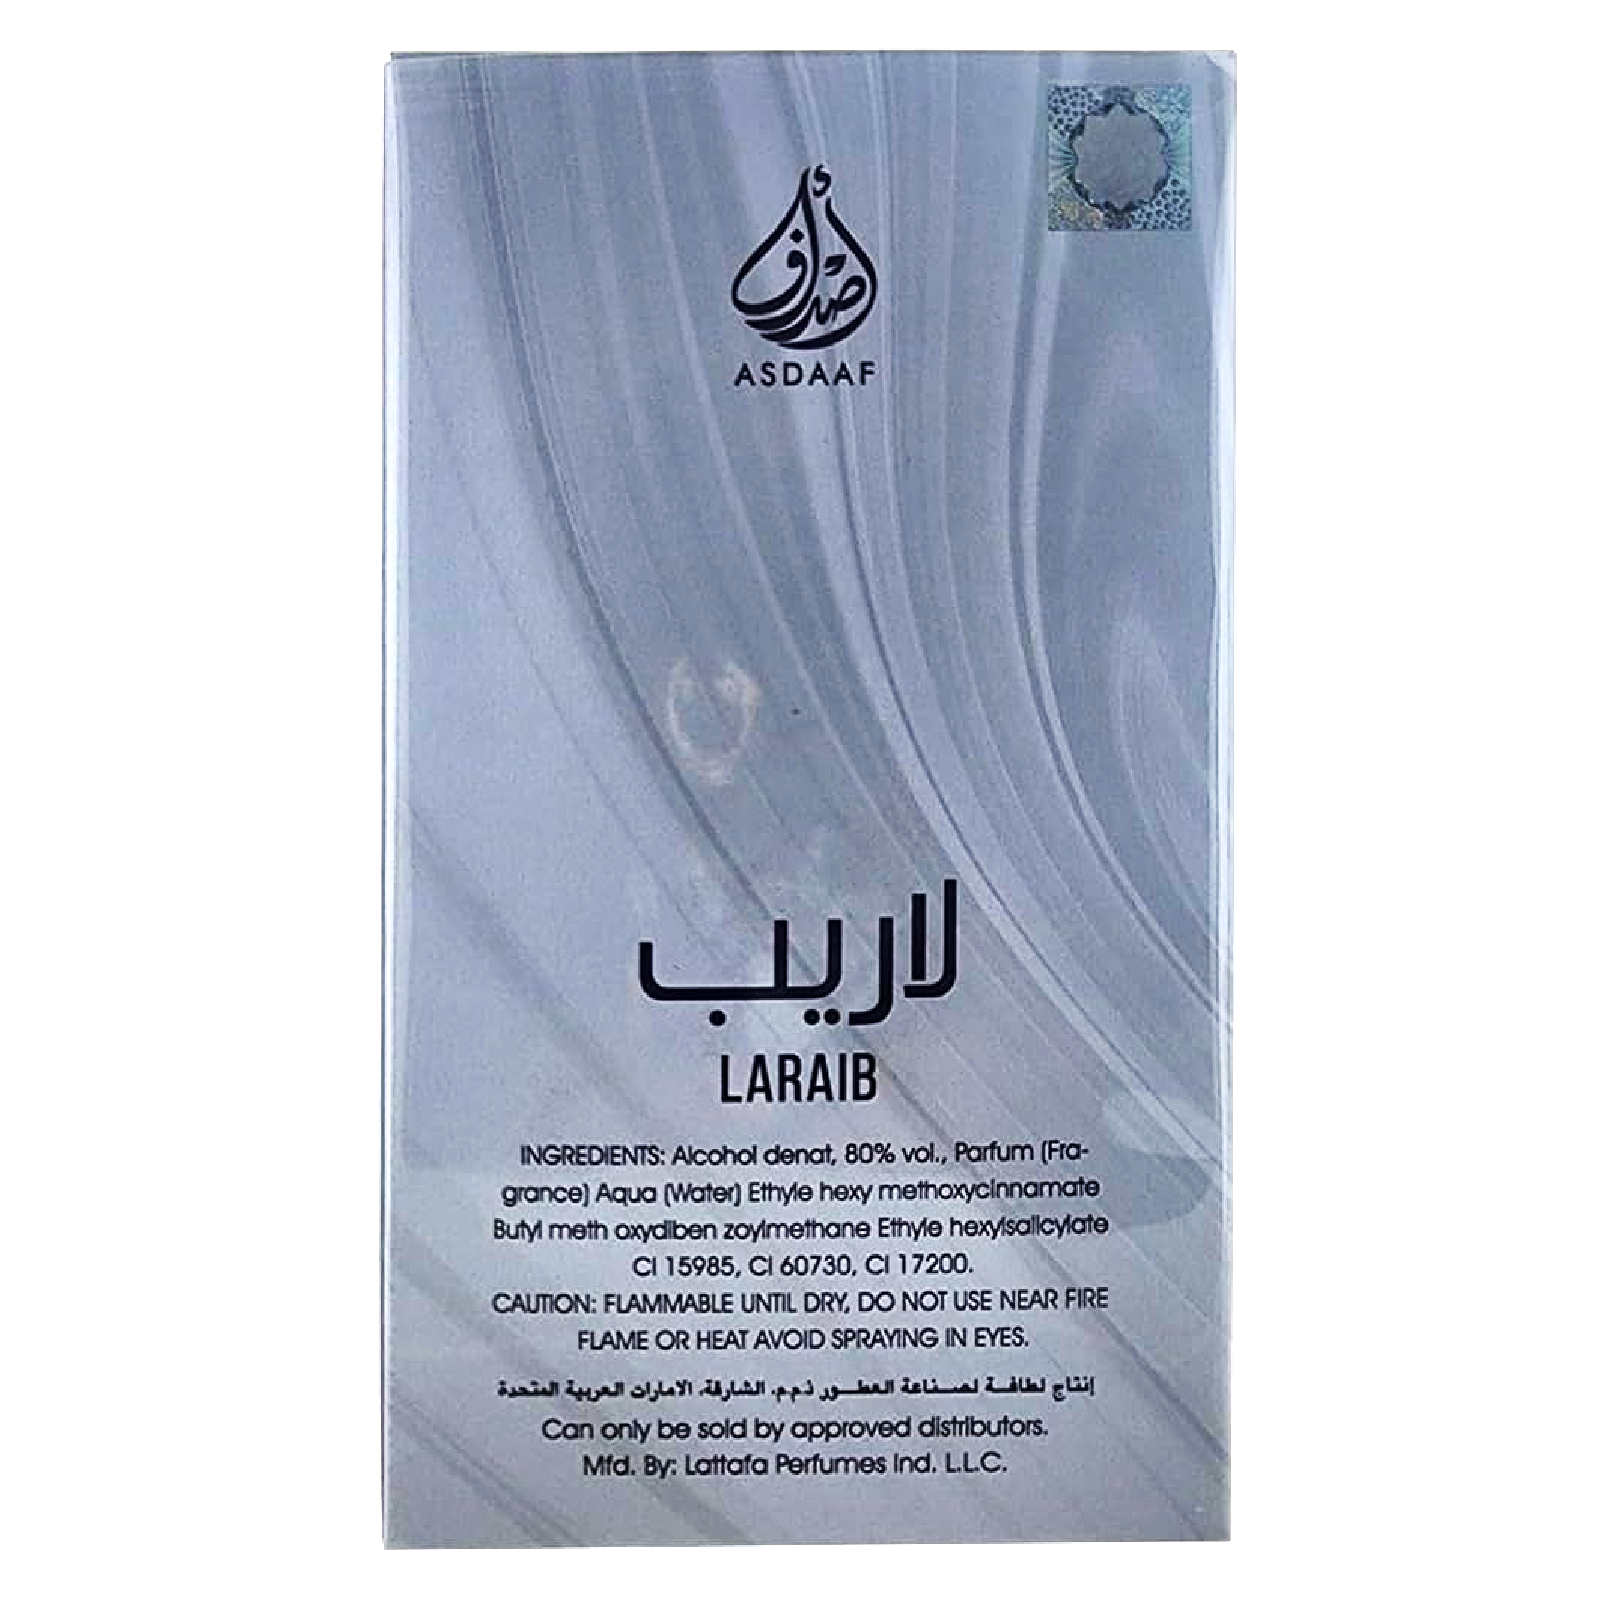 أصداف
ASDAAF
لاريب
LARAIB
INGREDIENTS: Alcohol denat, 80% vol., Parfum (Fra-
grance) Aqua (Water) Ethyle hexy methoxycinnamate
Butyl meth oxydiben zoylmethane Ethyle hexylsalicylate
CI 15985, CI 60730, CI 17200.
CAUTION: FLAMMABLE UNTIL DRY, DO NOT USE NEAR FIRE
FLAME OR HEAT AVOID SPRAYING IN EYES.
إنتاج لطافة لصناعة العطور ذ.م.م. الشارقة، الامارات العربية المتحدة
Can only be sold by approved distributors.
Mfd. By: Lattafa Perfumes Ind. L.L.C.